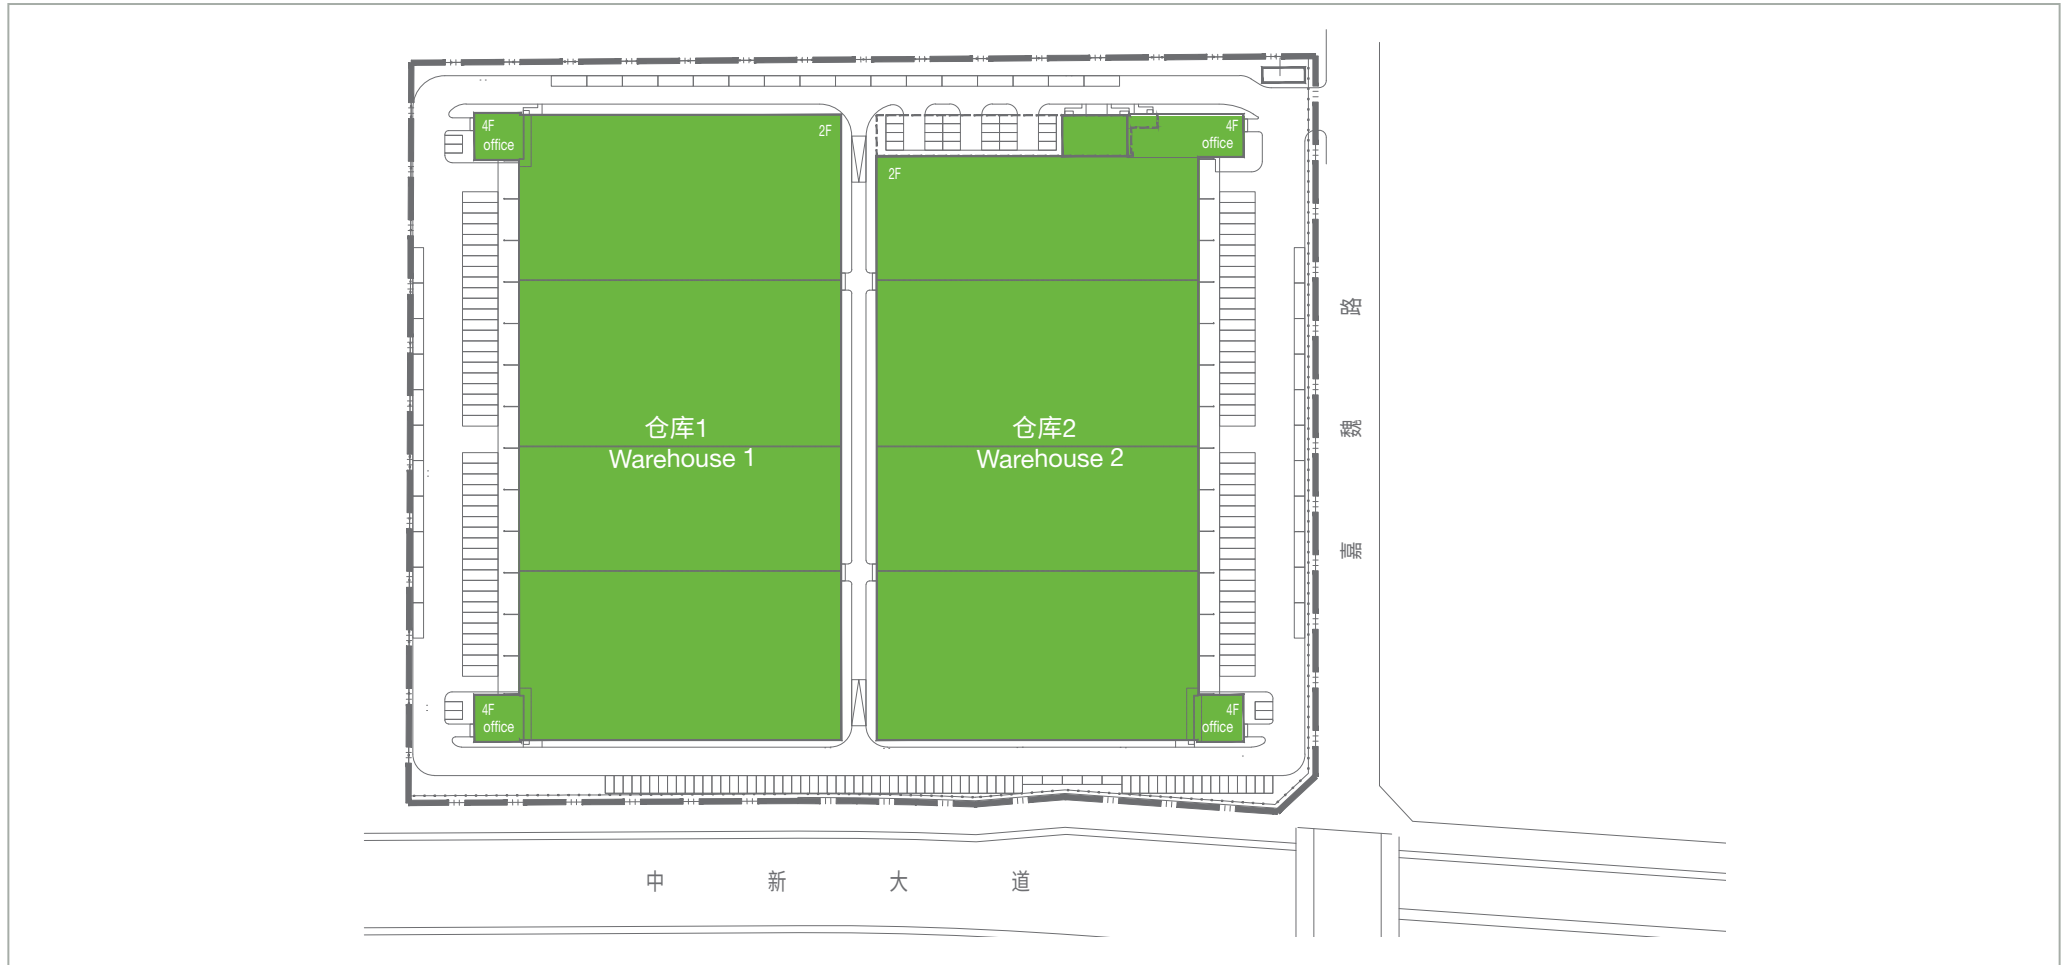 4F
office
2F
4F
office
2F
仓库1
Warehouse 1
仓库2
Warehouse 2
嘉魏路
4F
office
4F
office
中新大道